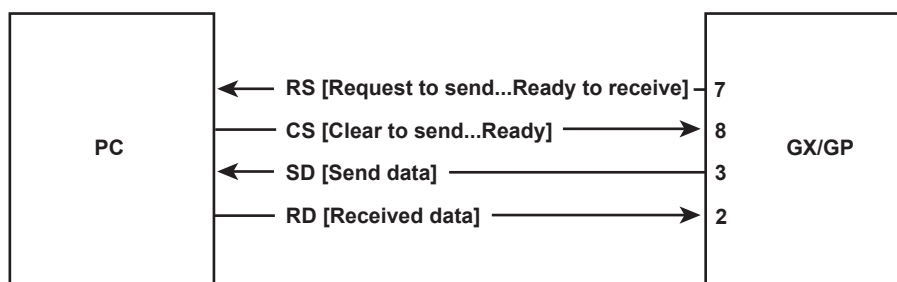 RS [Request to send...Ready to receive] 7
CS [Clear to send...Ready] 8
PC
GX/GP
SD [Send data] 3
RD [Received data] 2